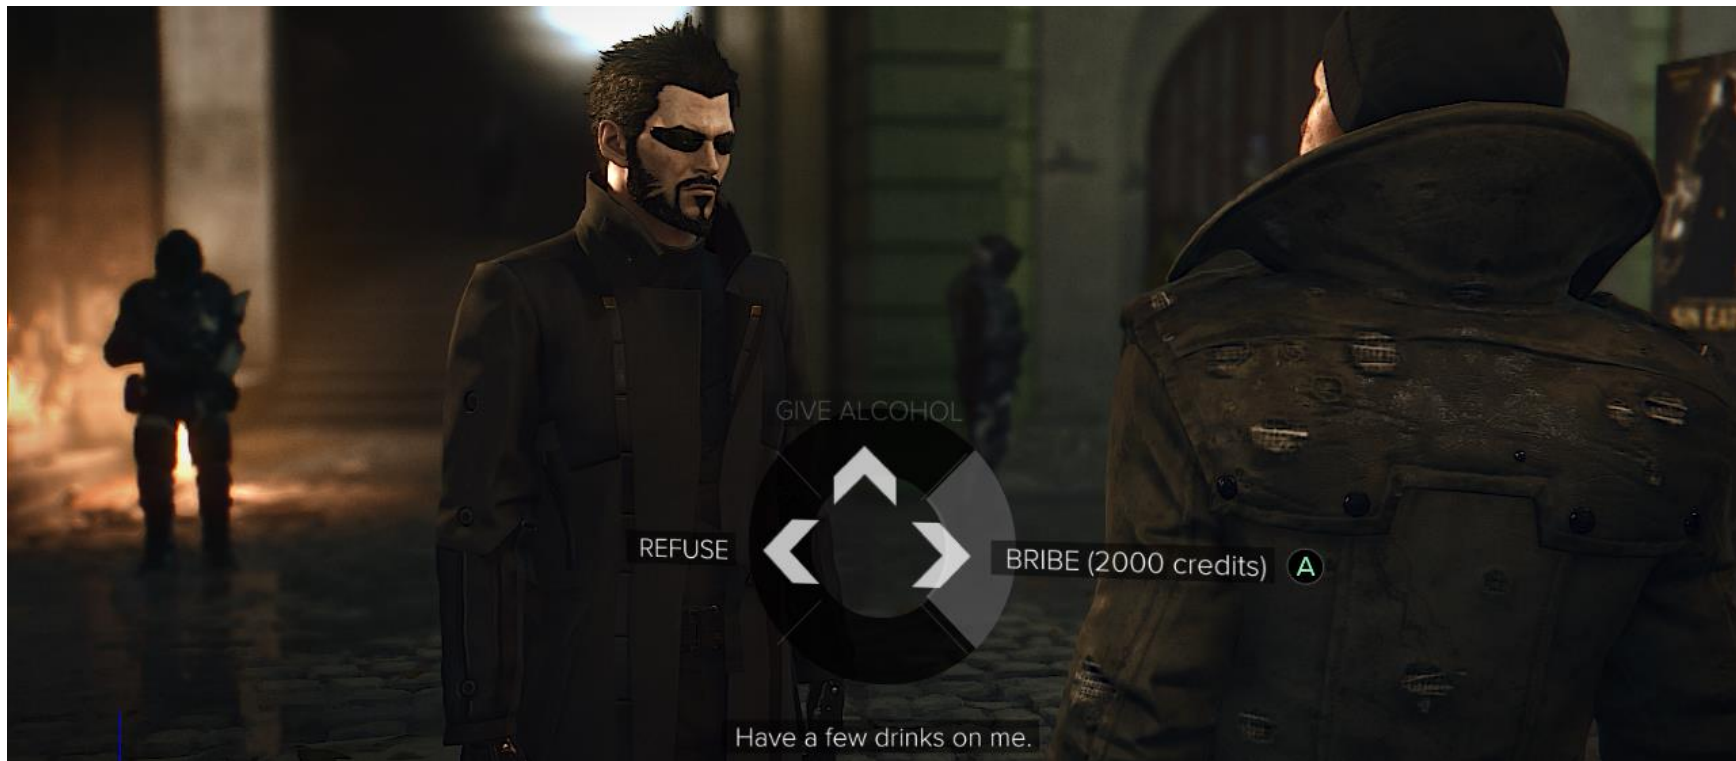 GIVE ALCOHOL
REFUSE
BRIBE (2000 credits) A
Have a few drinks on me.